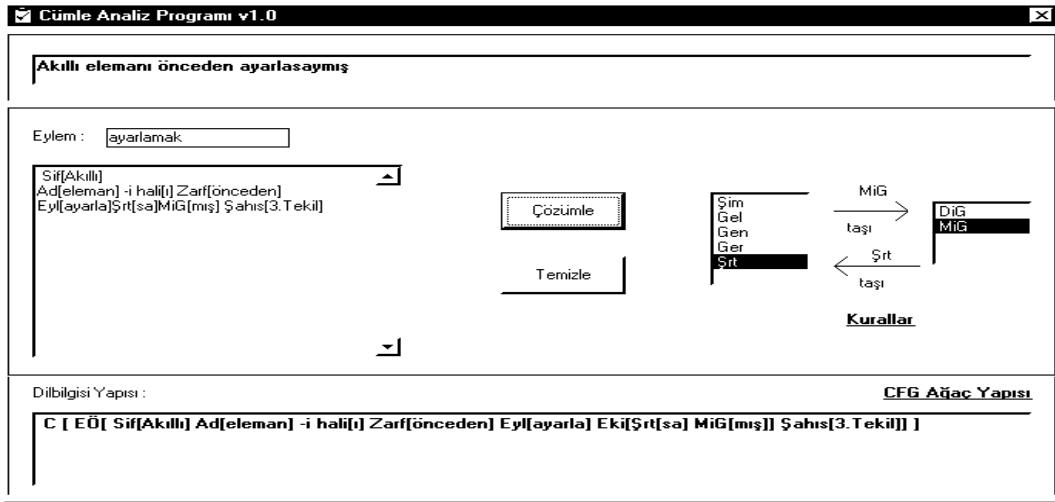 Cümle Analiz Programı v1.0
Akıllı elemanı önceden ayarlasaymış
Eylem : ayarlamak
Sif[Akıllı]
Ad[eleman] -i hali[ı] Zarf[önceden]
Eyl[ayarla]Şrt[sa]MiG[mış] Şahıs[3.Tekil]
Çözümle
Temizle
Şim
Gel
Gen
Ger
Şrt
MiG
taşı
Şrt
taşı
DiG
MiG
Kurallar
Dilbilgisi Yapısı :
CFG Ağaç Yapısı
C [ EÖ[ Sif[Akıllı] Ad[eleman] -i hali[ı] Zarf[önceden] Eyl[ayarla] Eki[Şrt[sa] MiG[mış]] Şahıs[3.Tekil]] ]